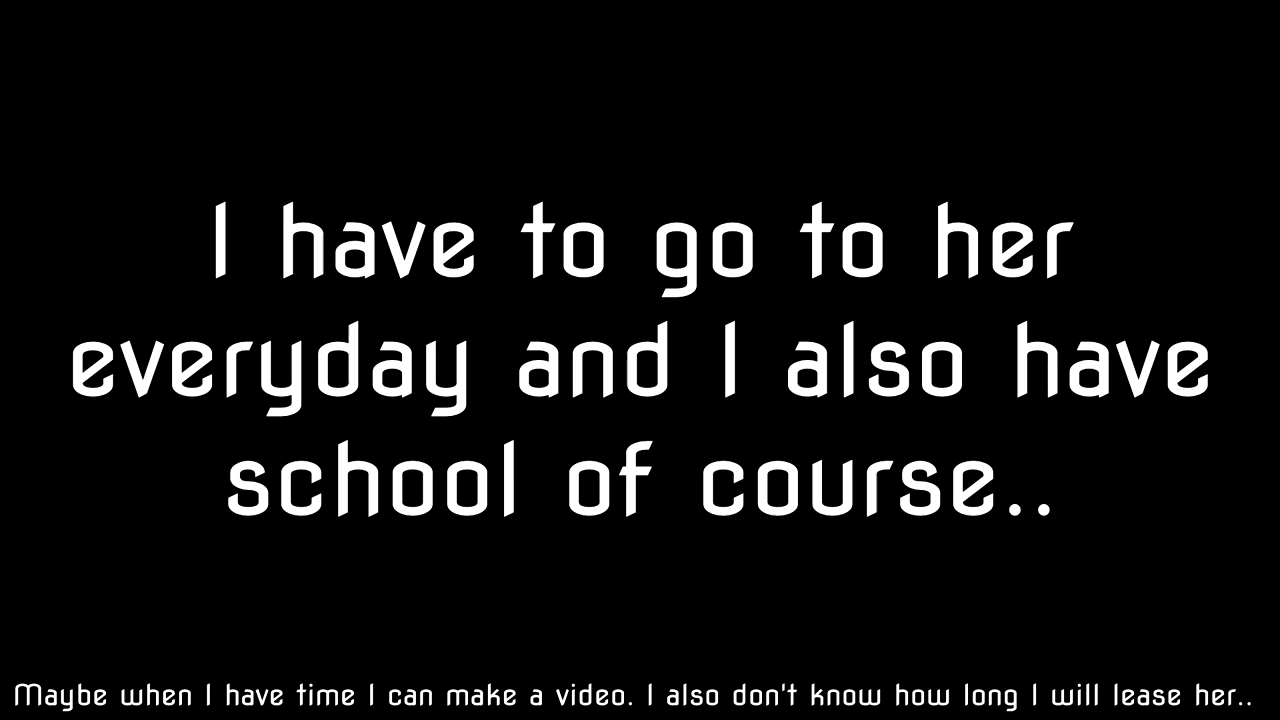 I have to go to her
everyday and I also have
school of course..
Maybe when I have time I can make a video. I also don't know how long I will lease her..